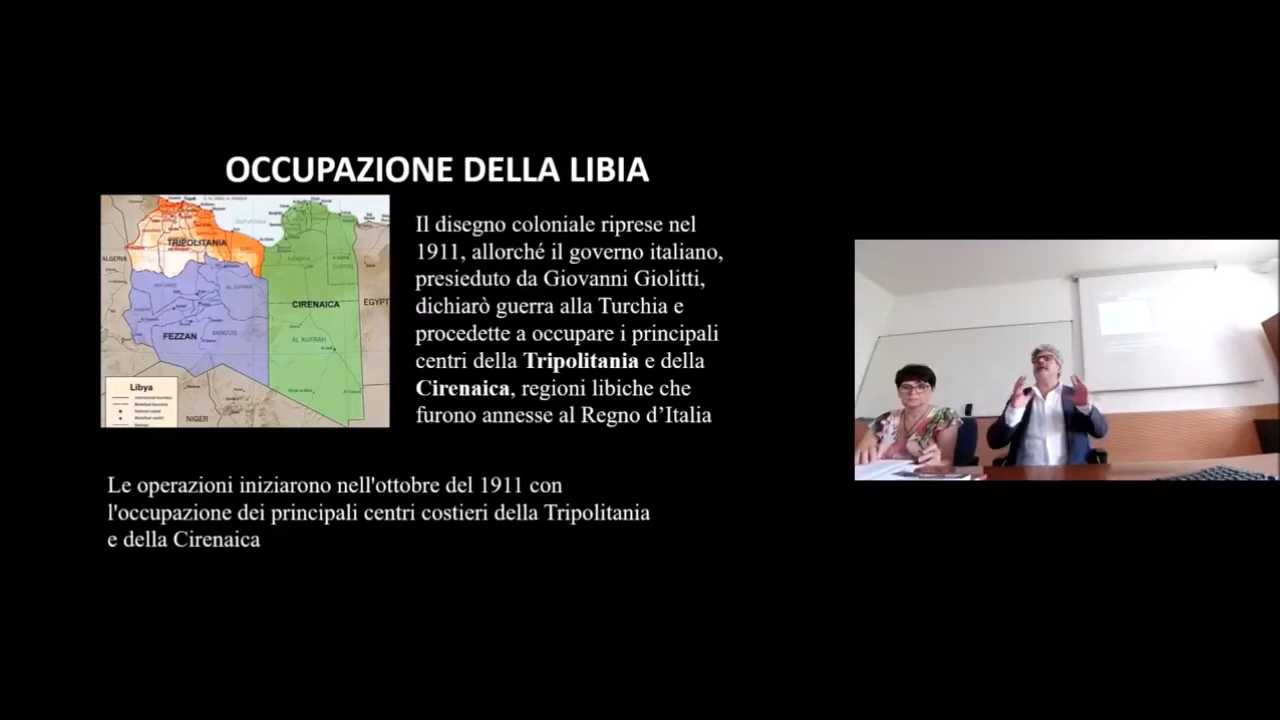 OCCUPAZIONE DELLA LIBIA
TRIPOLITANIA
ALGERIA
CIRENAICA
EGYPT
FEZZAN
AL KUFRAH
Libya
NIGER
Il disegno coloniale riprese nel
1911, allorché il governo italiano,
presieduto da Giovanni Giolitti,
dichiarò guerra alla Turchia e
procedette a occupare i principali
centri della Tripolitania e della
Cirenaica, regioni libiche che
furono annesse al Regno d’Italia
Le operazioni iniziarono nell'ottobre del 1911 con
l'occupazione dei principali centri costieri della Tripolitania
e della Cirenaica